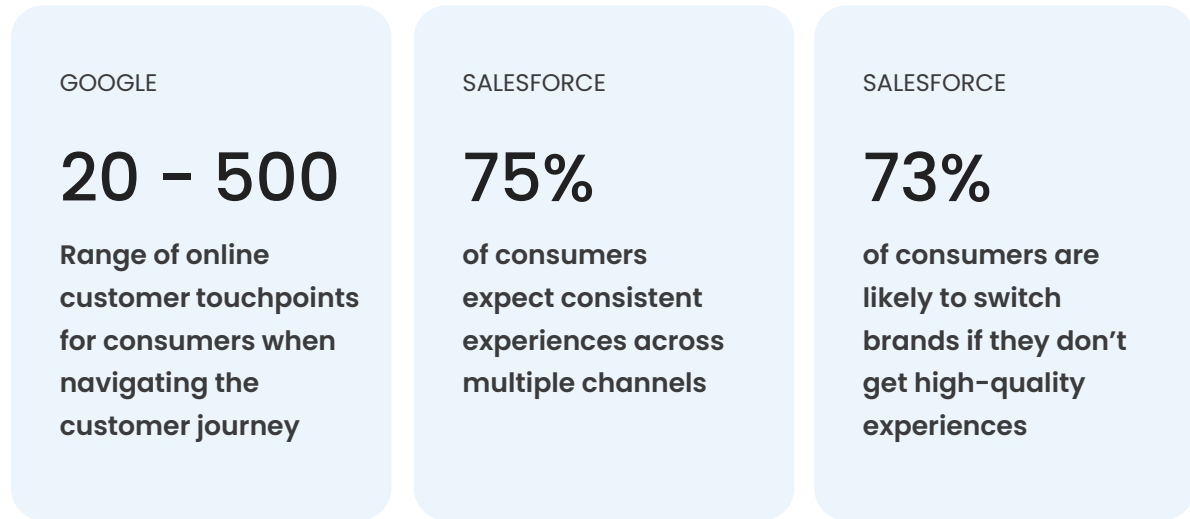 GOOGLE
20 - 500
Range of online
customer touchpoints
for consumers when
navigating the
customer journey
SALESFORCE
75%
of consumers
expect consistent
experiences across
multiple channels
SALESFORCE
73%
of consumers are
likely to switch
brands if they don’t
get high-quality
experiences